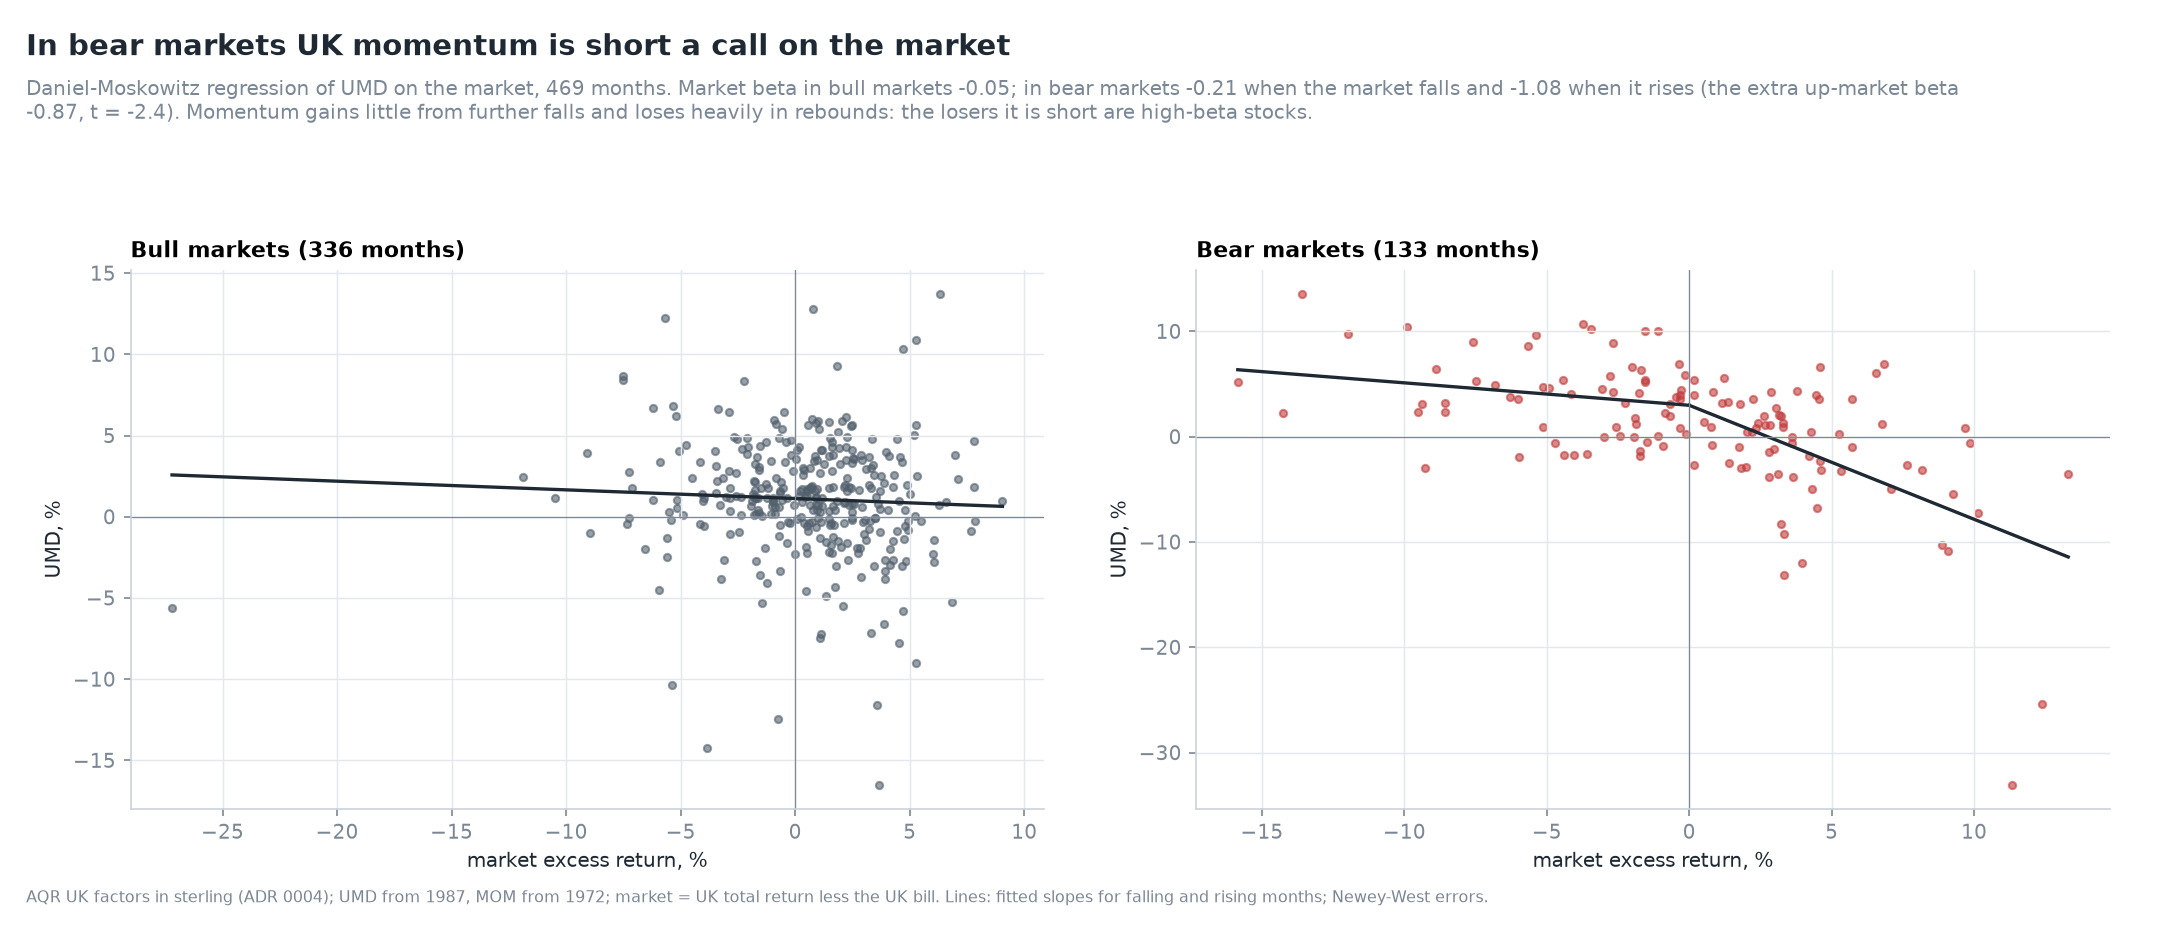 In bear markets UK momentum is short a call on the market
Daniel-Moskowitz regression of UMD on the market, 469 months. Market beta in bull markets -0.05; in bear markets -0.21 when the market falls and -1.08 when it rises (the extra up-market beta
-0.87, t = -2.4). Momentum gains little from further falls and loses heavily in rebounds: the losers it is short are high-beta stocks.
Bull markets (336 months)
15
10
5
0
−5
−10
−15
UMD, %
−25 −20 −15 −10 −5 0 5 10
market excess return, %
Bear markets (133 months)
10
0
−10
−20
−30
UMD, %
−15 −10 −5 0 5 10
market excess return, %
AQR UK factors in sterling (ADR 0004); UMD from 1987, MOM from 1972; market = UK total return less the UK bill. Lines: fitted slopes for falling and rising months; Newey-West errors.